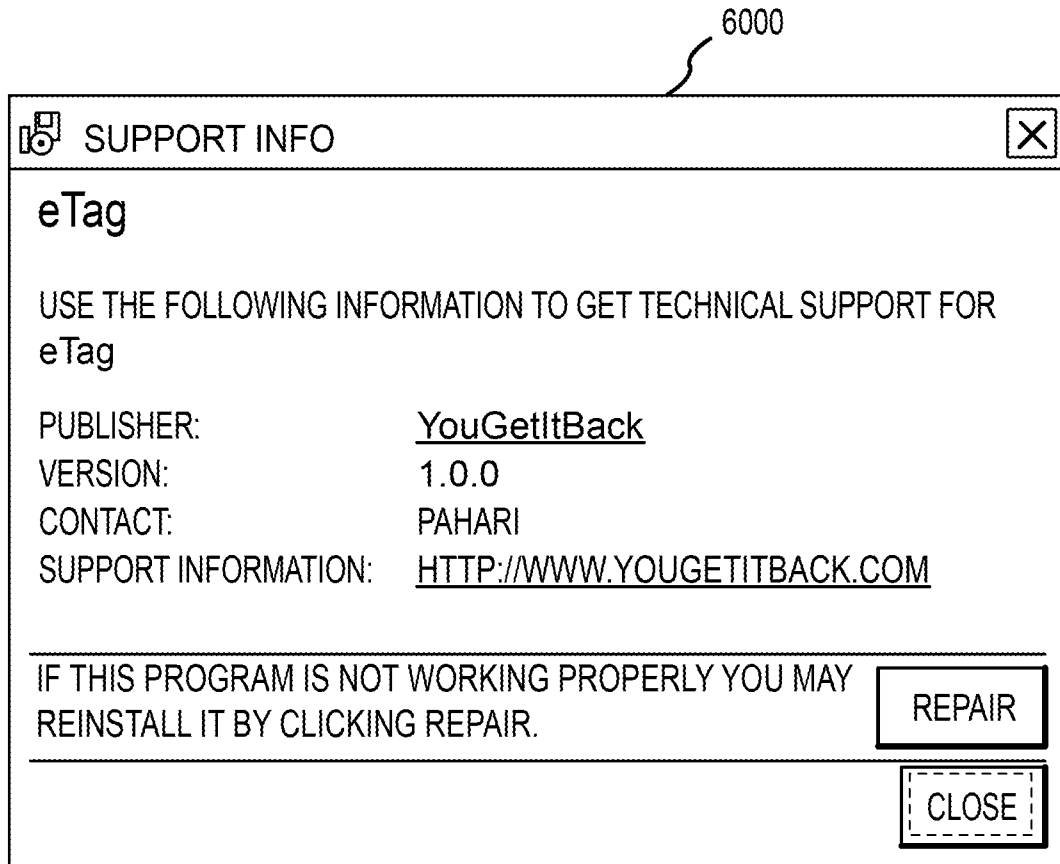 6000
SUPPORT INFO
eTag
USE THE FOLLOWING INFORMATION TO GET TECHNICAL SUPPORT FOR
eTag
PUBLISHER: YouGetItBack
VERSION: 1.0.0
CONTACT: PAHARI
SUPPORT INFORMATION: HTTP://WWW.YOUGETITBACK.COM
IF THIS PROGRAM IS NOT WORKING PROPERLY YOU MAY
REINSTALL IT BY CLICKING REPAIR.
REPAIR
CLOSE